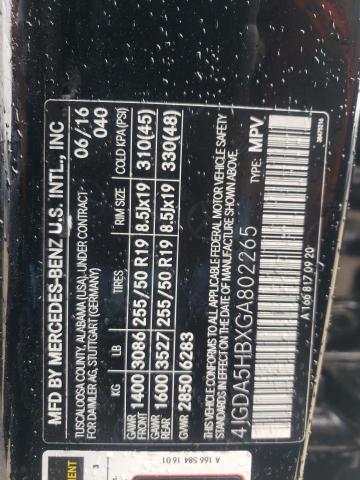 MFD BY MERCEDES-BENZ U.S. INTL., INC
TUSCALOOSA COUNTY, ALABAMA (USA), UNDER CONTRACT 06/16
FOR DAIMLER AG, STUTTGART (GERMANY) 040
KG LB TIRES RIM SIZE COLD KPA (PSI)
GAWR FRONT 1400 3086 255/50 R19 8.5Jx19 310(45)
GAWR REAR 1600 3527 255/50 R19 8.5Jx19 330(48)
GVWR 2850 6283
THIS VEHICLE CONFORMS TO ALL APPLICABLE FEDERAL MOTOR VEHICLE SAFETY
STANDARDS IN EFFECT ON THE DATE OF MANUFACTURE SHOWN ABOVE.
4JGDA5HBXGA802265 TYPE: MPV
A 166 817 09 20
A 166 584 16 01
3